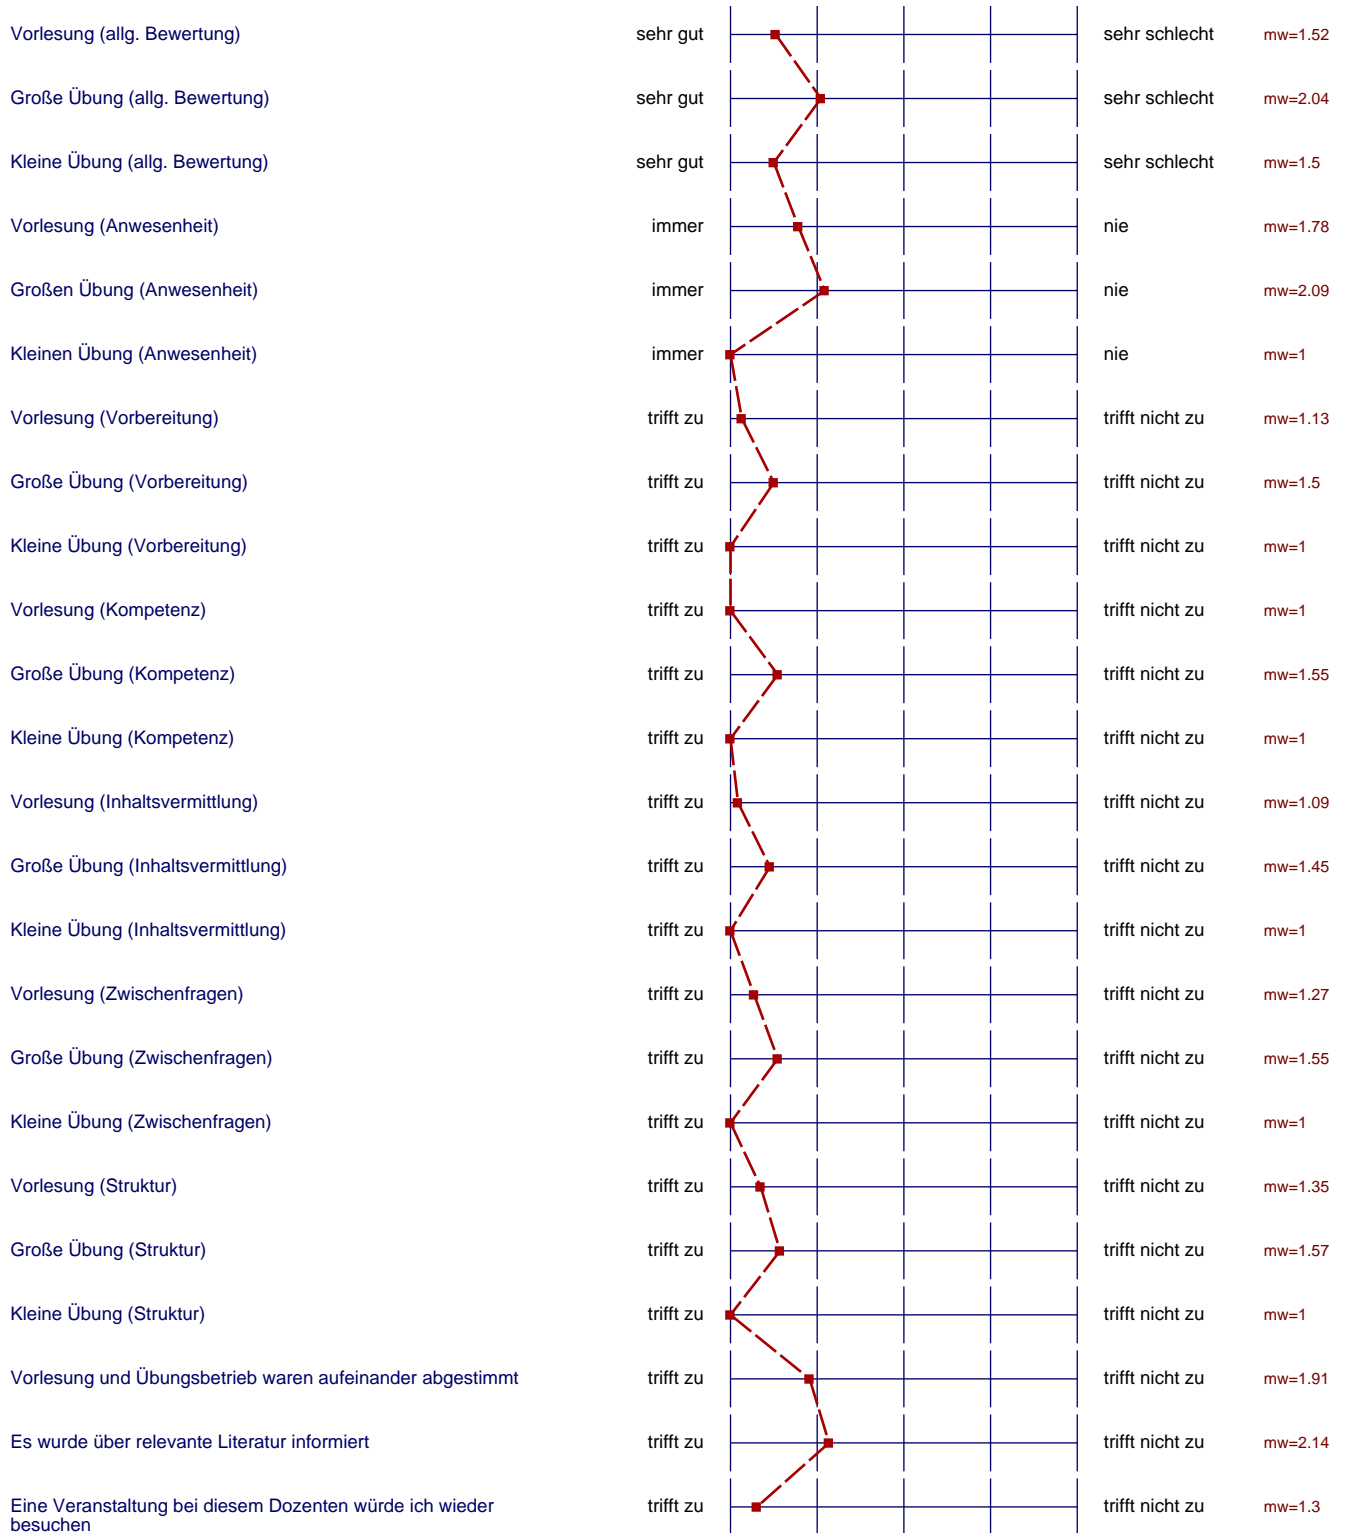 Vorlesung (allg. Bewertung) sehr gut sehr schlecht mw=1.52
Große Übung (allg. Bewertung) sehr gut sehr schlecht mw=2.04
Kleine Übung (allg. Bewertung) sehr gut sehr schlecht mw=1.5
Vorlesung (Anwesenheit) immer nie mw=1.78
Großen Übung (Anwesenheit) immer nie mw=2.09
Kleinen Übung (Anwesenheit) immer nie mw=1
Vorlesung (Vorbereitung) trifft zu trifft nicht zu mw=1.13
Große Übung (Vorbereitung) trifft zu trifft nicht zu mw=1.5
Kleine Übung (Vorbereitung) trifft zu trifft nicht zu mw=1
Vorlesung (Kompetenz) trifft zu trifft nicht zu mw=1
Große Übung (Kompetenz) trifft zu trifft nicht zu mw=1.55
Kleine Übung (Kompetenz) trifft zu trifft nicht zu mw=1
Vorlesung (Inhaltsvermittlung) trifft zu trifft nicht zu mw=1.09
Große Übung (Inhaltsvermittlung) trifft zu trifft nicht zu mw=1.45
Kleine Übung (Inhaltsvermittlung) trifft zu trifft nicht zu mw=1
Vorlesung (Zwischenfragen) trifft zu trifft nicht zu mw=1.27
Große Übung (Zwischenfragen) trifft zu trifft nicht zu mw=1.55
Kleine Übung (Zwischenfragen) trifft zu trifft nicht zu mw=1
Vorlesung (Struktur) trifft zu trifft nicht zu mw=1.35
Große Übung (Struktur) trifft zu trifft nicht zu mw=1.57
Kleine Übung (Struktur) trifft zu trifft nicht zu mw=1
Vorlesung und Übungsbetrieb waren aufeinander abgestimmt trifft zu trifft nicht zu mw=1.91
Es wurde über relevante Literatur informiert trifft zu trifft nicht zu mw=2.14
Eine Veranstaltung bei diesem Dozenten würde ich wieder trifft zu trifft nicht zu mw=1.3
besuchen